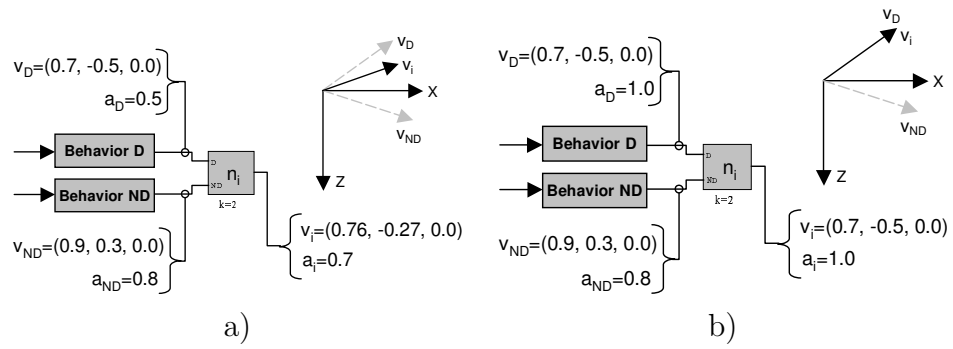 v_D=(0.7, -0.5, 0.0)
a_D=0.5
Behavior D
Behavior ND
D
ND
n_i
k=2
v_ND=(0.9, 0.3, 0.0)
a_ND=0.8
v_i=(0.76, -0.27, 0.0)
a_i=0.7
v_D
v_i
X
v_ND
Z
a)
v_D=(0.7, -0.5, 0.0)
a_D=1.0
Behavior D
Behavior ND
D
ND
n_i
k=2
v_ND=(0.9, 0.3, 0.0)
a_ND=0.8
v_i=(0.7, -0.5, 0.0)
a_i=1.0
v_D
v_i
X
v_ND
Z
b)